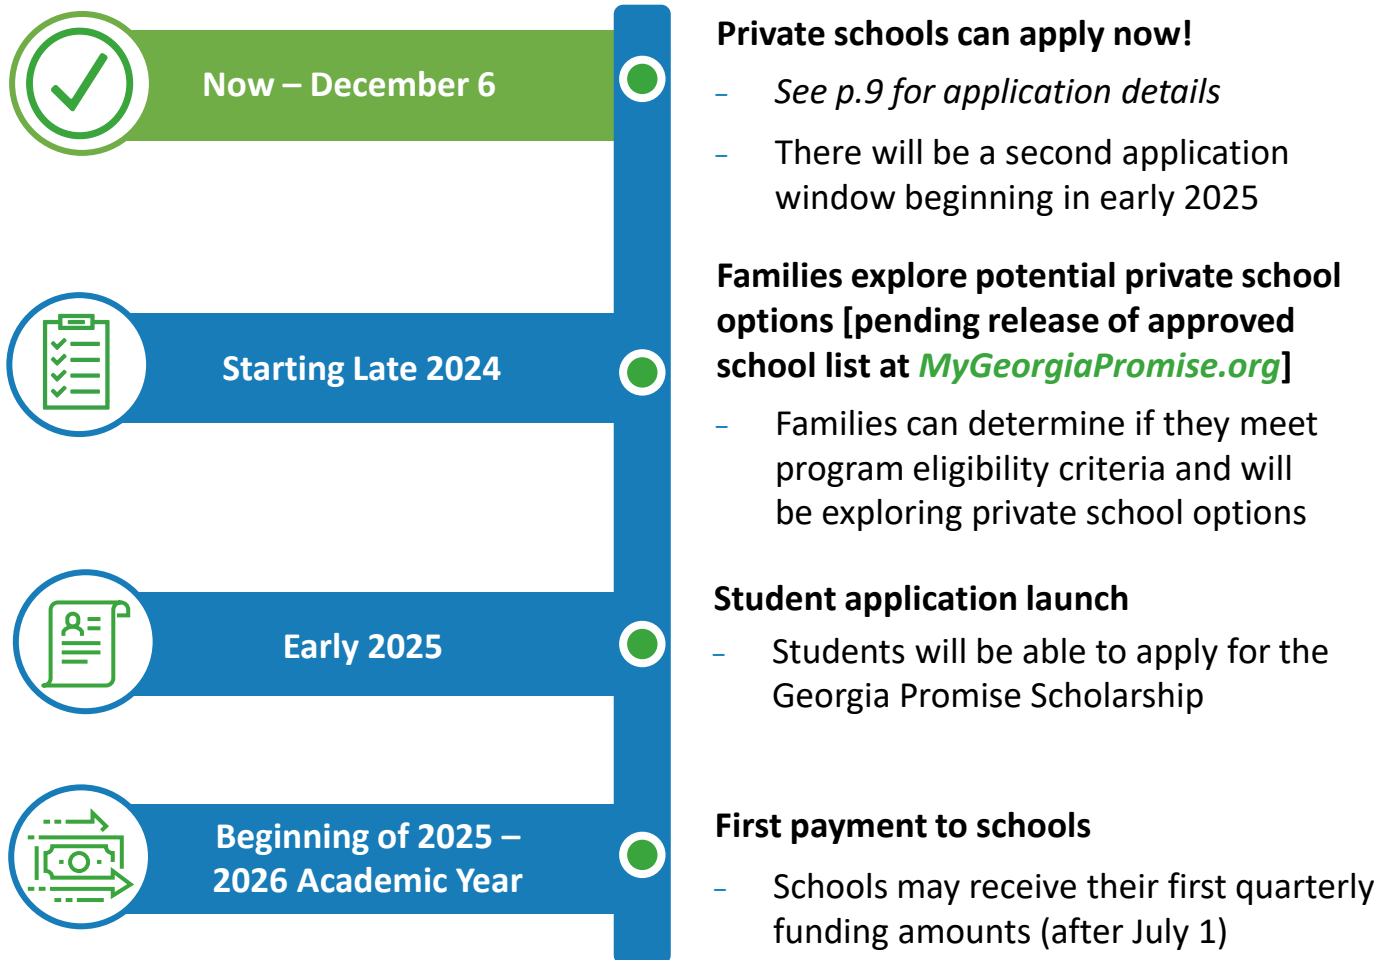 Now – December 6
Private schools can apply now!
– See p.9 for application details
– There will be a second application
window beginning in early 2025
Starting Late 2024
Families explore potential private school
options [pending release of approved
school list at MyGeorgiaPromise.org]
– Families can determine if they meet
program eligibility criteria and will
be exploring private school options
Early 2025
Student application launch
– Students will be able to apply for the
Georgia Promise Scholarship
Beginning of 2025 –
2026 Academic Year
First payment to schools
– Schools may receive their first quarterly
funding amounts (after July 1)